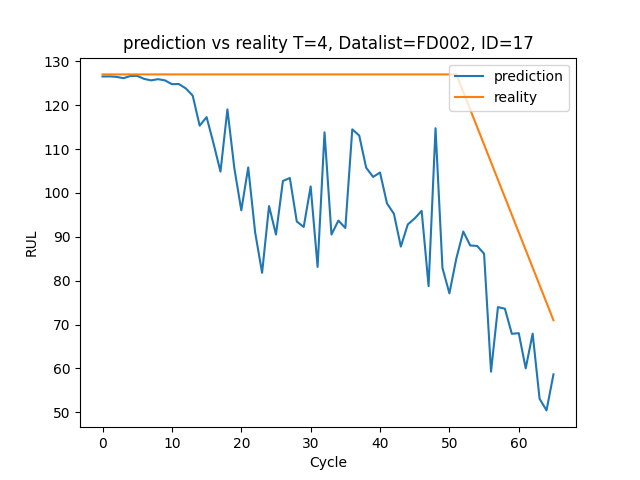 prediction vs reality T=4, Datalist=FD002, ID=17
prediction
reality
RUL
130
120
110
100
90
80
70
60
50
0 10 20 30 40 50 60
Cycle